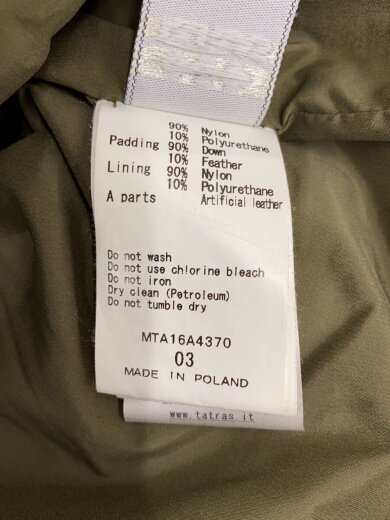 90% Nylon
10% Polyurethane
Padding 90% Down
10% Feather
Lining 90% Nylon
10% Polyurethane
A parts Artificial leather
Do not wash
Do not use chlorine bleach
Do not iron
Dry clean (Petroleum)
Do not tumble dry
MTA16A4370
03
MADE IN POLAND
www.tatras.it